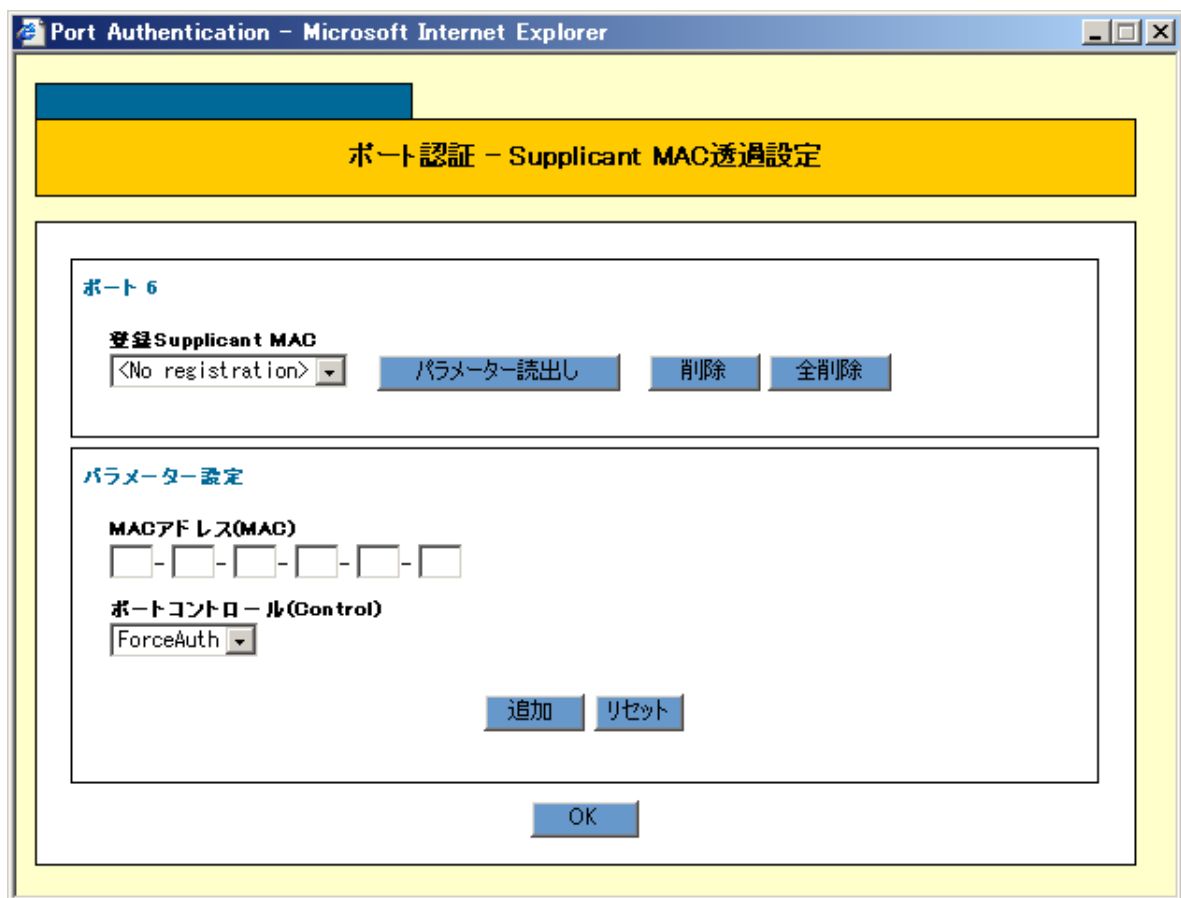 Port Authentication - Microsoft Internet Explorer
ポート認証 − Supplicant MAC透過設定
ポート 6
登録Supplicant MAC
<No registration> パラメーター読出し 削除 全削除
パラメーター設定
MACアドレス(MAC)
- - - - -
ポートコントロール(Control)
ForceAuth
追加 リセット
OK